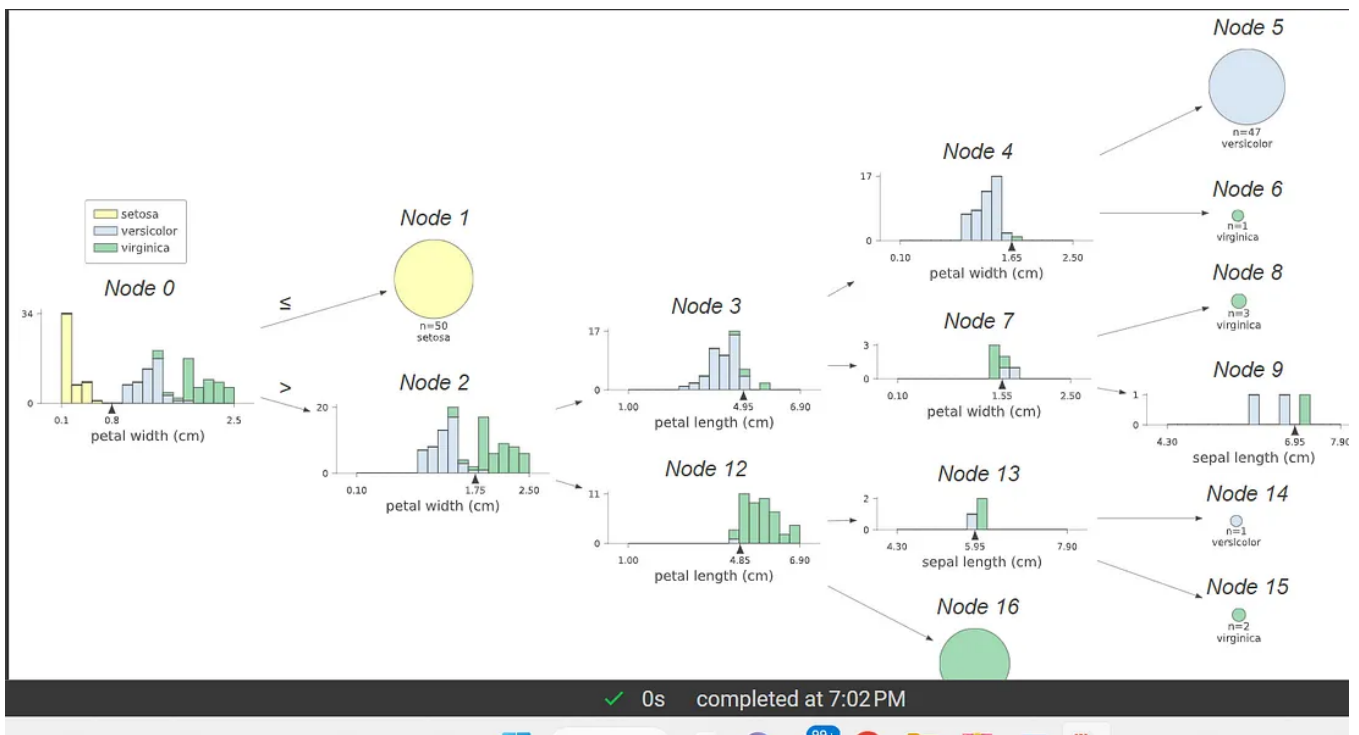 Node 5
n=47
versicolor
Node 4
17
0
0.10
1.65
2.50
petal width (cm)
Node 6
n=1
virginica
setosa
versicolor
virginica
Node 1
n=50
setosa
Node 0
34
0
0.1
0.8
2.5
petal width (cm)
≤
>
Node 3
17
0
1.00
4.95
6.90
petal length (cm)
Node 8
n=3
virginica
Node 7
3
0
0.10
1.55
2.50
petal width (cm)
Node 2
20
0
0.10
1.75
2.50
petal width (cm)
Node 9
1
0
4.30
6.95
7.90
sepal length (cm)
Node 12
11
0
1.00
4.85
6.90
petal length (cm)
Node 13
2
0
4.30
5.95
7.90
sepal length (cm)
Node 14
n=1
versicolor
Node 15
n=2
virginica
Node 16
0s completed at 7:02 PM